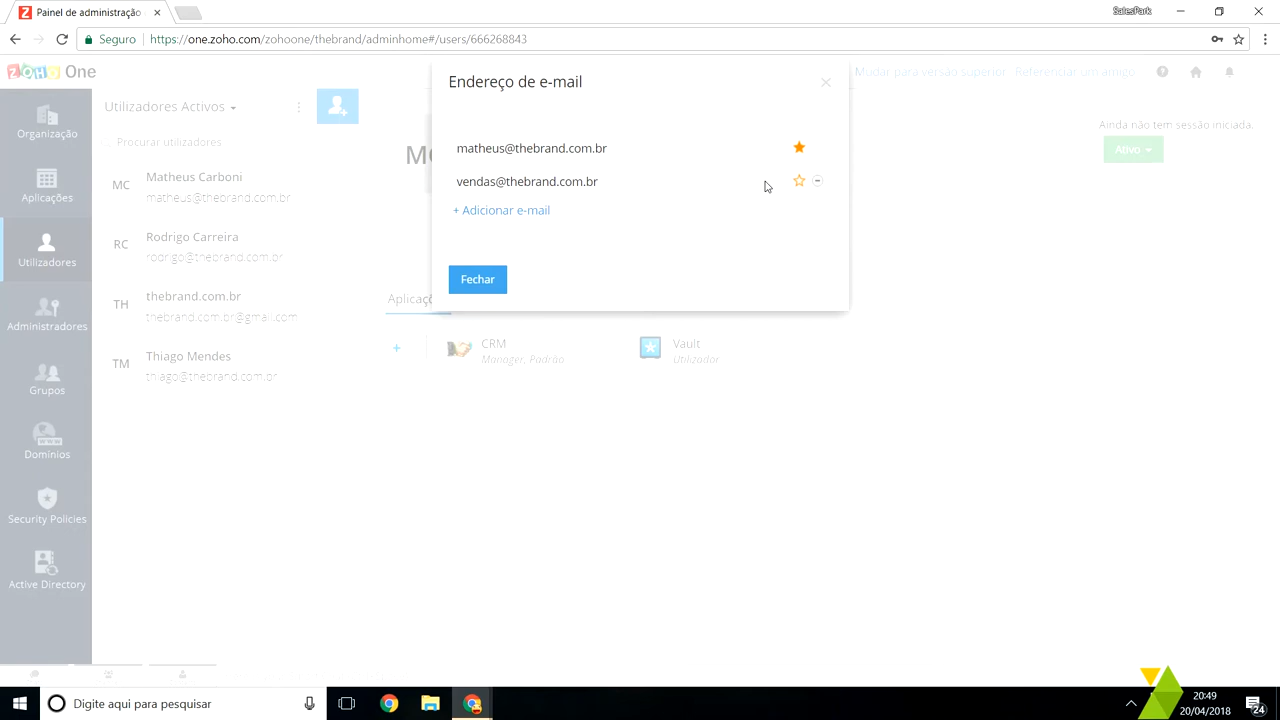 Painel de administração
SalesPark
Seguro
https://one.zoho.com/zohoone/thebrand/adminhome#/users/666268843
ZOHO One
Mudar para versão superior
Referenciar um amigo
Endereço de e-mail
matheus@thebrand.com.br
vendas@thebrand.com.br
+ Adicionar e-mail
Fechar
Organização
Aplicações
Utilizadores
Administradores
Grupos
Domínios
Security Policies
Active Directory
Utilizadores Activos
Procurar utilizadores
MC
Matheus Carboni
matheus@thebrand.com.br
RC
Rodrigo Carreira
rodrigo@thebrand.com.br
TH
thebrand.com.br
thebrand.com.br@gmail.com
TM
Thiago Mendes
thiago@thebrand.com.br
Ainda não tem sessão iniciada.
Ativo
+
CRM
Manager, Padrão
Vault
Utilizador
Digite aqui para pesquisar
20:49
20/04/2018
24